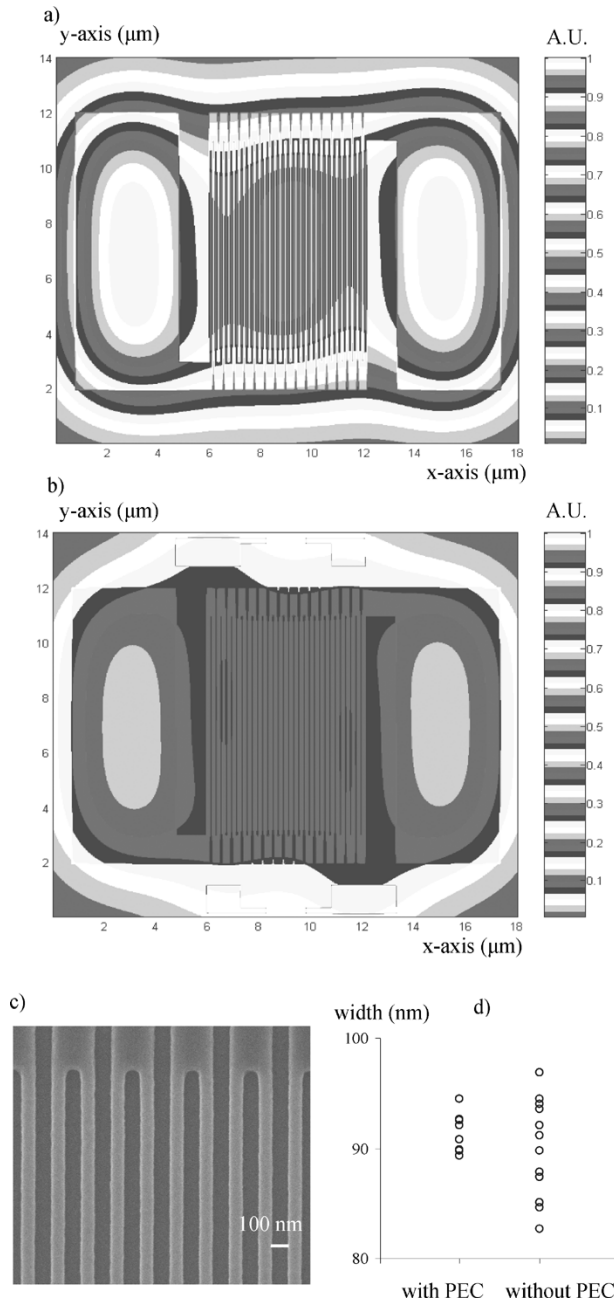 a)
y-axis (μm)
A.U.
14
12
10
8
6
4
2
2 4 6 8 10 12 14 16 18
x-axis (μm)
1
0.9
0.8
0.7
0.6
0.5
0.4
0.3
0.2
0.1
b)
y-axis (μm)
A.U.
14
12
10
8
6
4
2
2 4 6 8 10 12 14 16 18
x-axis (μm)
1
0.9
0.8
0.7
0.6
0.5
0.4
0.3
0.2
0.1
c)
100 nm
width (nm)
d)
100
90
80
with PEC without PEC